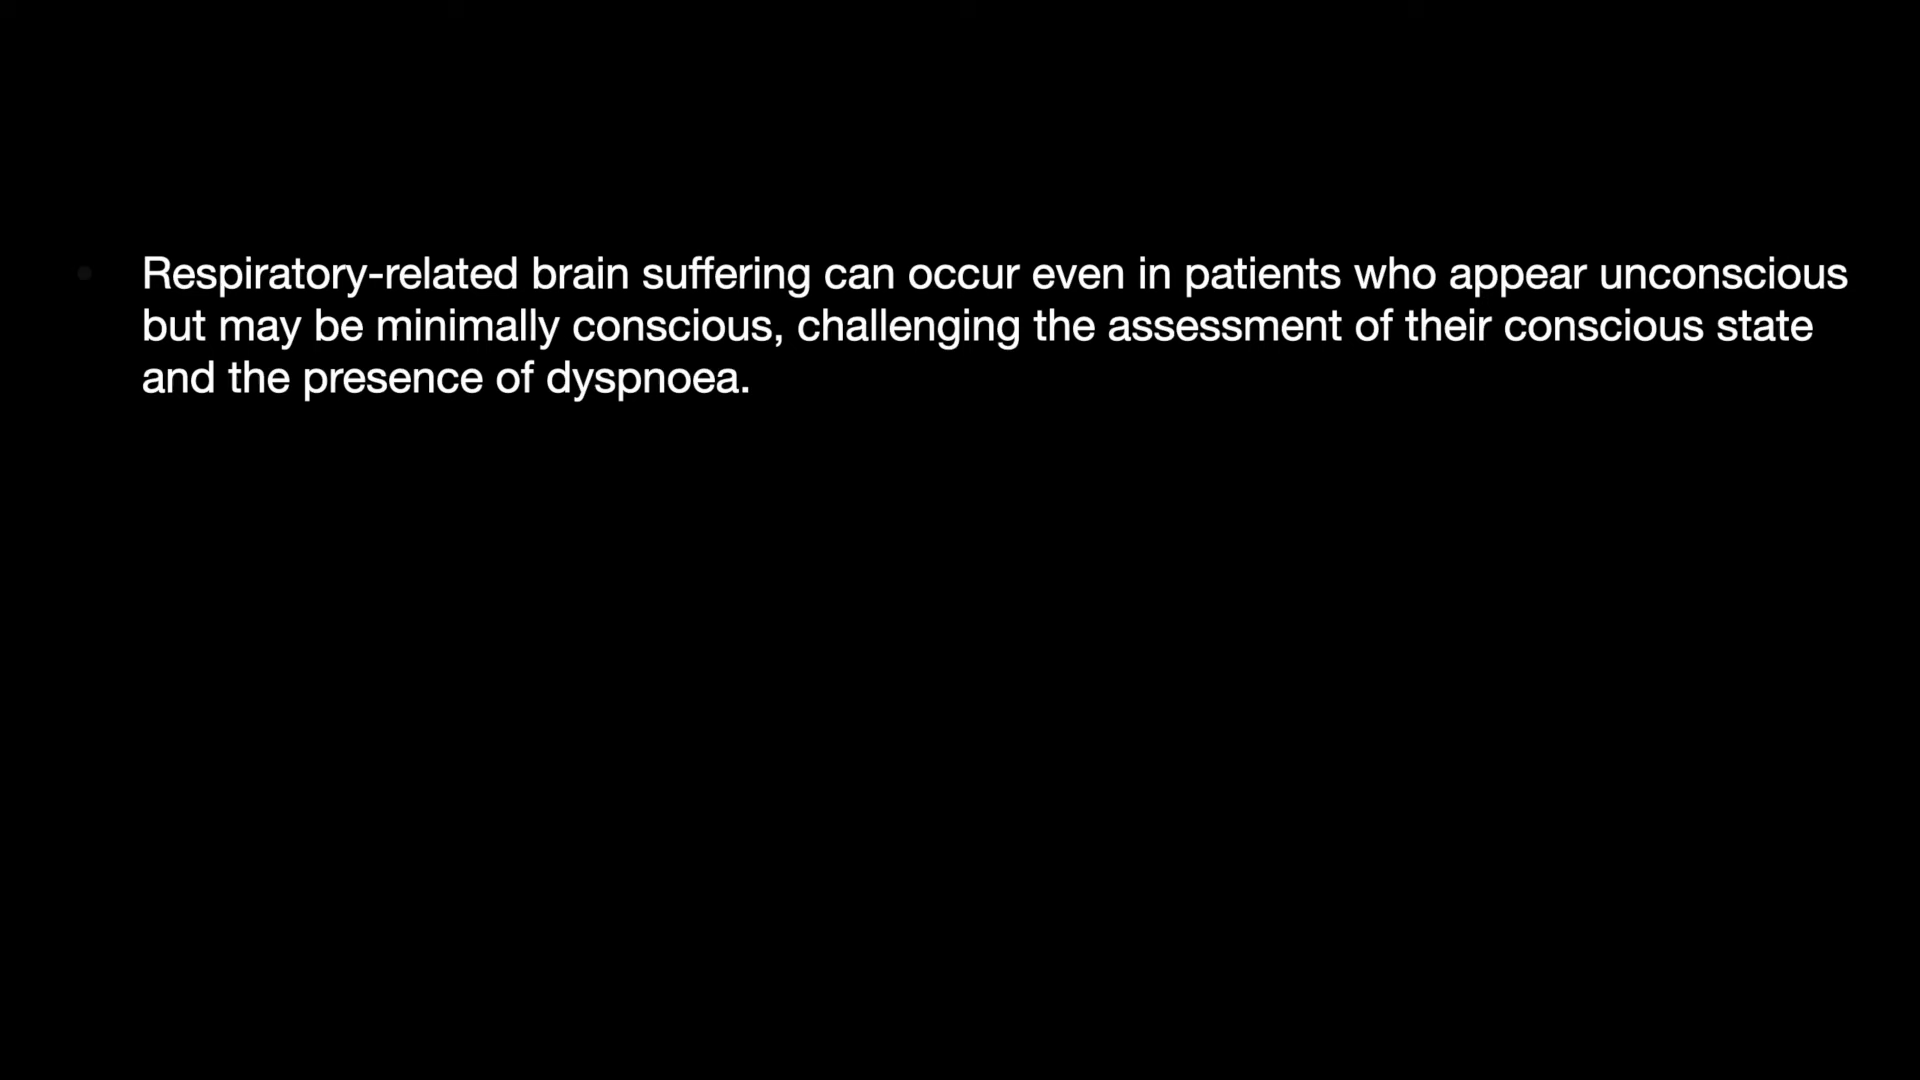 • Respiratory-related brain suffering can occur even in patients who appear unconscious
but may be minimally conscious, challenging the assessment of their conscious state
and the presence of dyspnoea.